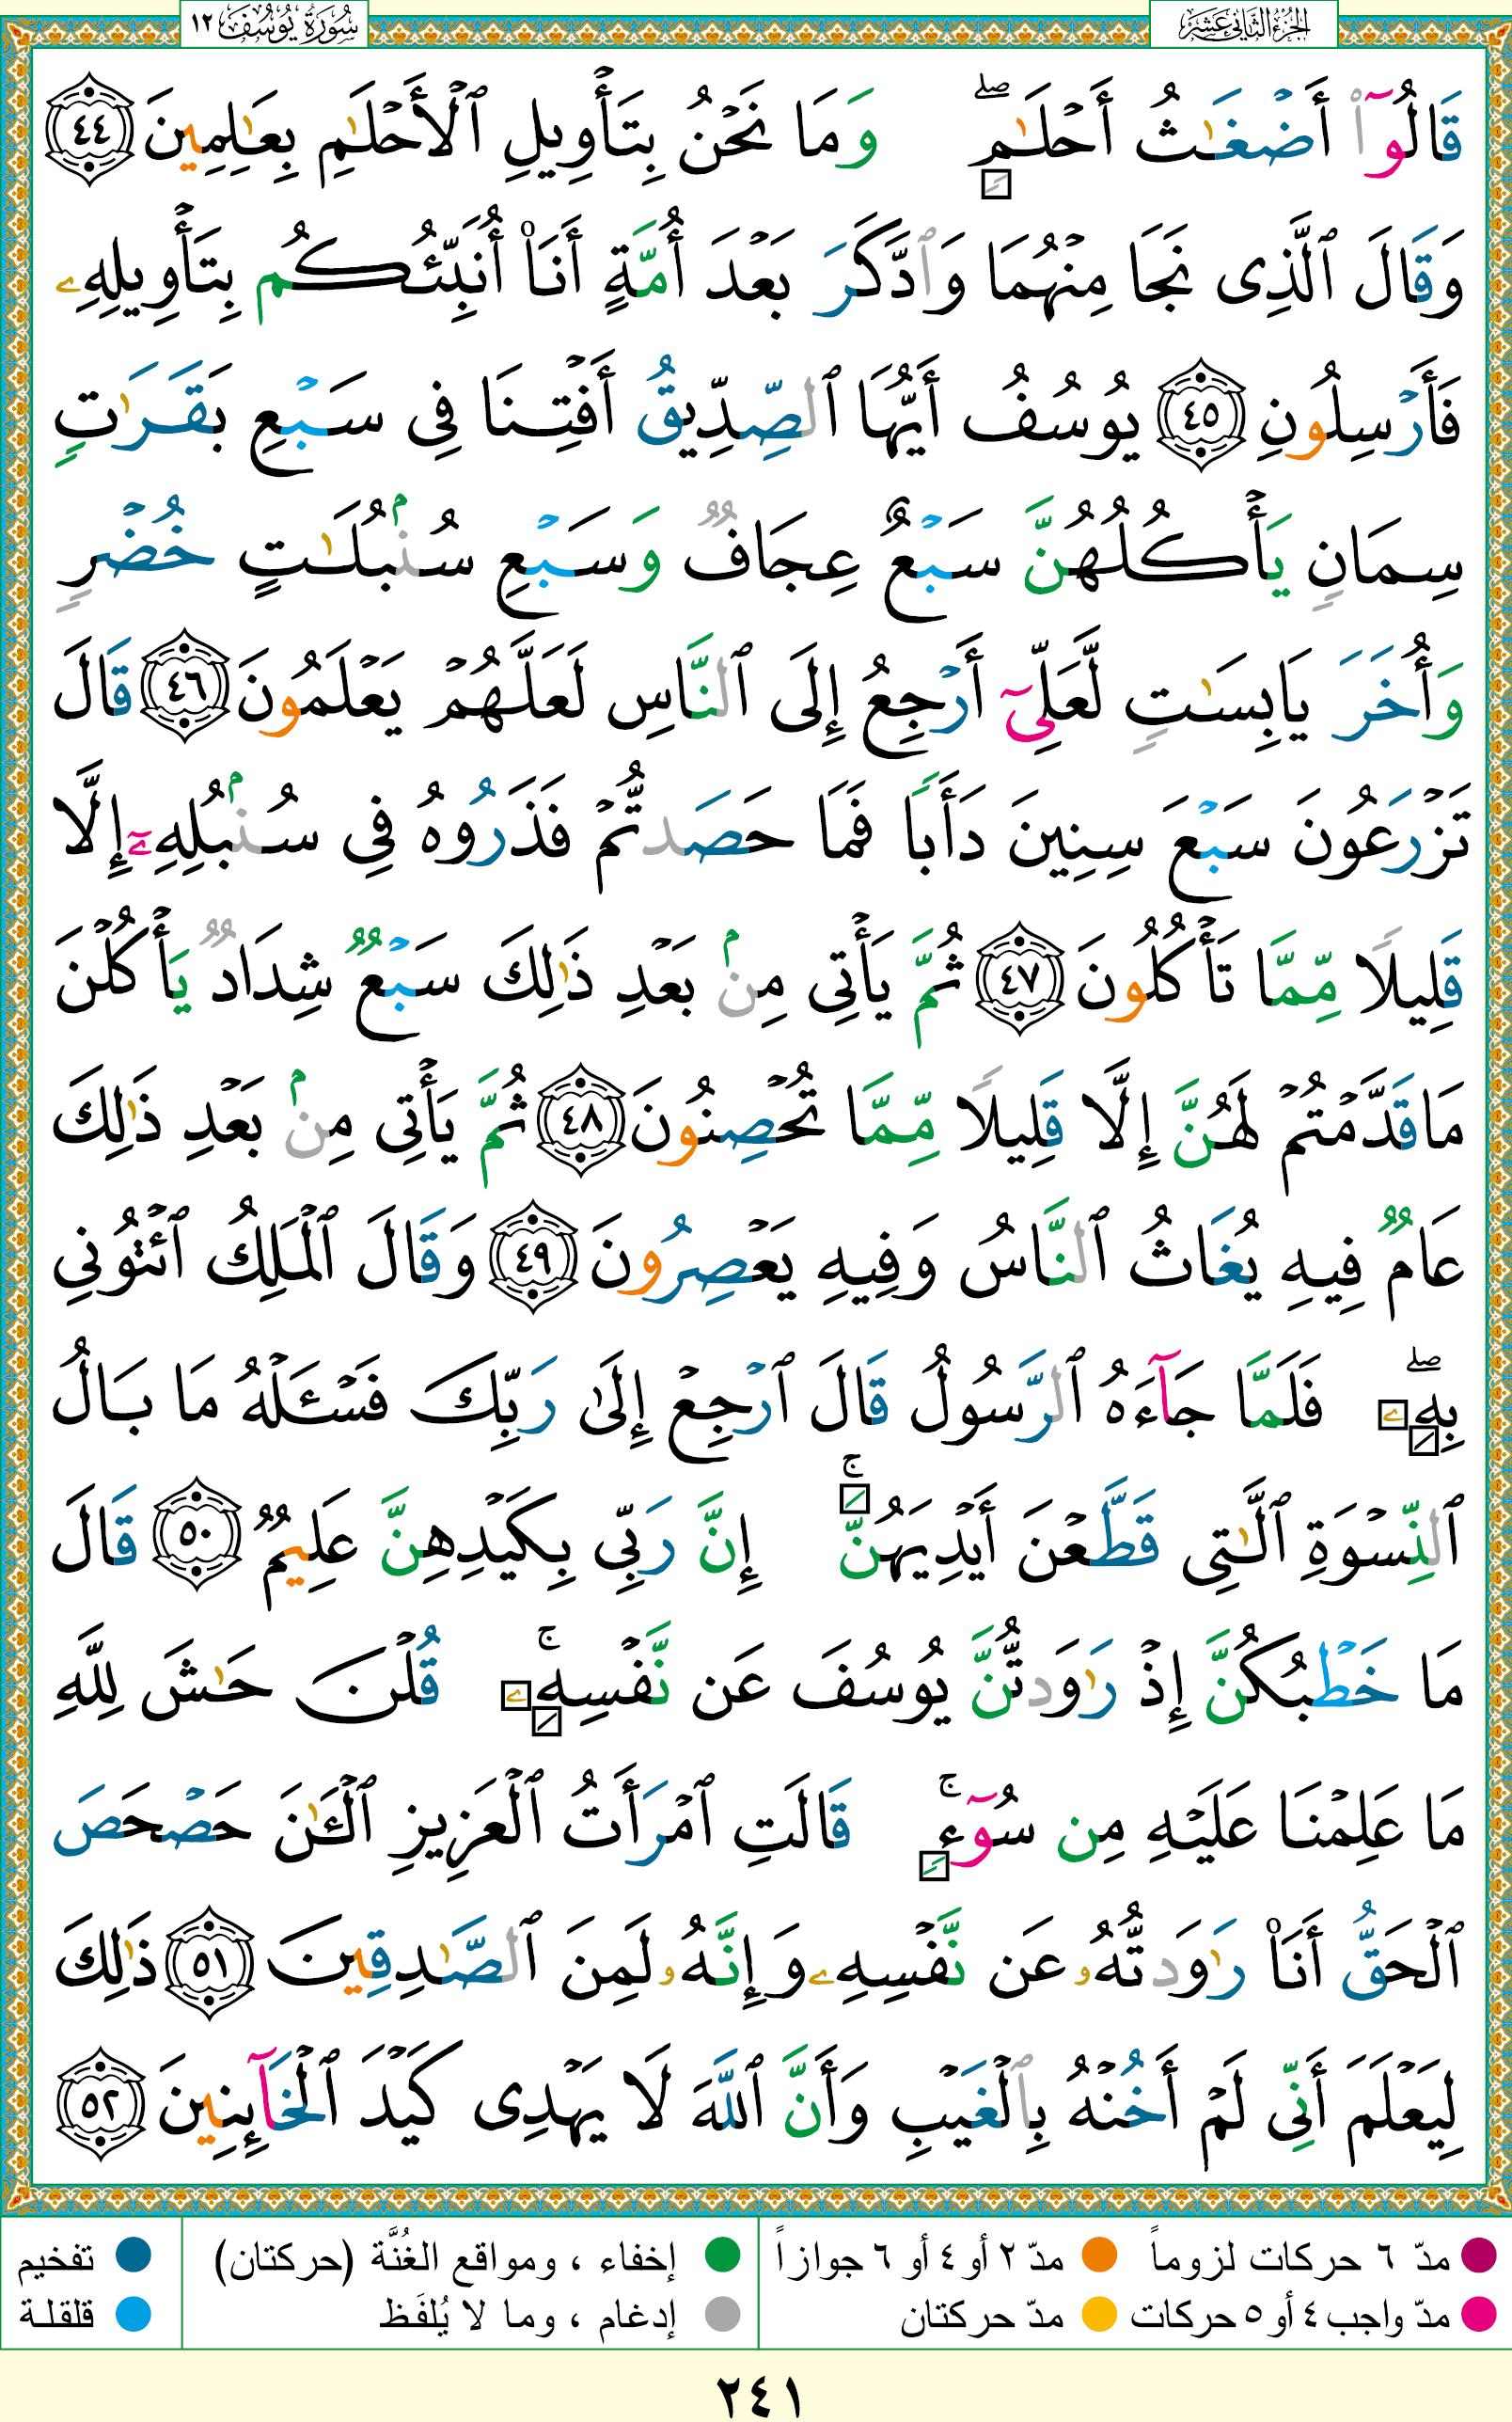 الجزء الثاني عشر
سورة يوسف ١٢
قَالُوٓا۟ أَضْغَٰثُ أَحْلَٰمٍۖ وَمَا نَحْنُ بِتَأْوِيلِ ٱلْأَحْلَٰمِ بِعَٰلِمِينَ ٤٤
وَقَالَ ٱلَّذِى نَجَا مِنْهُمَا وَٱدَّكَرَ بَعْدَ أُمَّةٍ أَنَا۠ أُنَبِّئُكُم بِتَأْوِيلِهِۦ
فَأَرْسِلُونِ ٤٥ يُوسُفُ أَيُّهَا ٱلصِّدِّيقُ أَفْتِنَا فِى سَبْعِ بَقَرَٰتٍ
سِمَانٍ يَأْكُلُهُنَّ سَبْعٌ عِجَافٌ وَسَبْعِ سُنۢبُلَٰتٍ خُضْرٍ
وَأُخَرَ يَابِسَٰتٍ لَّعَلِّىٓ أَرْجِعُ إِلَى ٱلنَّاسِ لَعَلَّهُمْ يَعْلَمُونَ ٤٦ قَالَ
تَزْرَعُونَ سَبْعَ سِنِينَ دَأَبًا فَمَا حَصَدتُّمْ فَذَرُوهُ فِى سُنۢبُلِهِۦٓ إِلَّا
قَلِيلًا مِّمَّا تَأْكُلُونَ ٤٧ ثُمَّ يَأْتِى مِنۢ بَعْدِ ذَٰلِكَ سَبْعٌ شِدَادٌ يَأْكُلْنَ
مَا قَدَّمْتُمْ لَهُنَّ إِلَّا قَلِيلًا مِّمَّا تُحْصِنُونَ ٤٨ ثُمَّ يَأْتِى مِنۢ بَعْدِ ذَٰلِكَ
عَامٌ فِيهِ يُغَاثُ ٱلنَّاسُ وَفِيهِ يَعْصِرُونَ ٤٩ وَقَالَ ٱلْمَلِكُ ٱئْتُونِى
بِهِۦۖ فَلَمَّا جَآءَهُ ٱلرَّسُولُ قَالَ ٱرْجِعْ إِلَىٰ رَبِّكَ فَسْـَٔلْهُ مَا بَالُ
ٱلنِّسْوَةِ ٱلَّٰتِى قَطَّعْنَ أَيْدِيَهُنَّۚ إِنَّ رَبِّى بِكَيْدِهِنَّ عَلِيمٌ ٥٠ قَالَ
مَا خَطْبُكُنَّ إِذْ رَٰوَدتُّنَّ يُوسُفَ عَن نَّفْسِهِۦۚ قُلْنَ حَٰشَ لِلَّهِ
مَا عَلِمْنَا عَلَيْهِ مِن سُوٓءٍۚ قَالَتِ ٱمْرَأَتُ ٱلْعَزِيزِ ٱلْـَٰٔنَ حَصْحَصَ
ٱلْحَقُّ أَنَا۠ رَٰوَدتُّهُۥ عَن نَّفْسِهِۦ وَإِنَّهُۥ لَمِنَ ٱلصَّٰدِقِينَ ٥١ ذَٰلِكَ
لِيَعْلَمَ أَنِّى لَمْ أَخُنْهُ بِٱلْغَيْبِ وَأَنَّ ٱللَّهَ لَا يَهْدِى كَيْدَ ٱلْخَآئِنِينَ ٥٢
مدّ ٦ حركات لزوماً مدّ ٢ أو ٤ أو ٦ جوازاً إخفاء ، ومواقع الغُنَّة (حركتان) تفخيم
مدّ واجب ٤ أو ٥ حركات مدّ حركتان إدغام ، وما لا يُلفَظ قلقلة
٢٤١